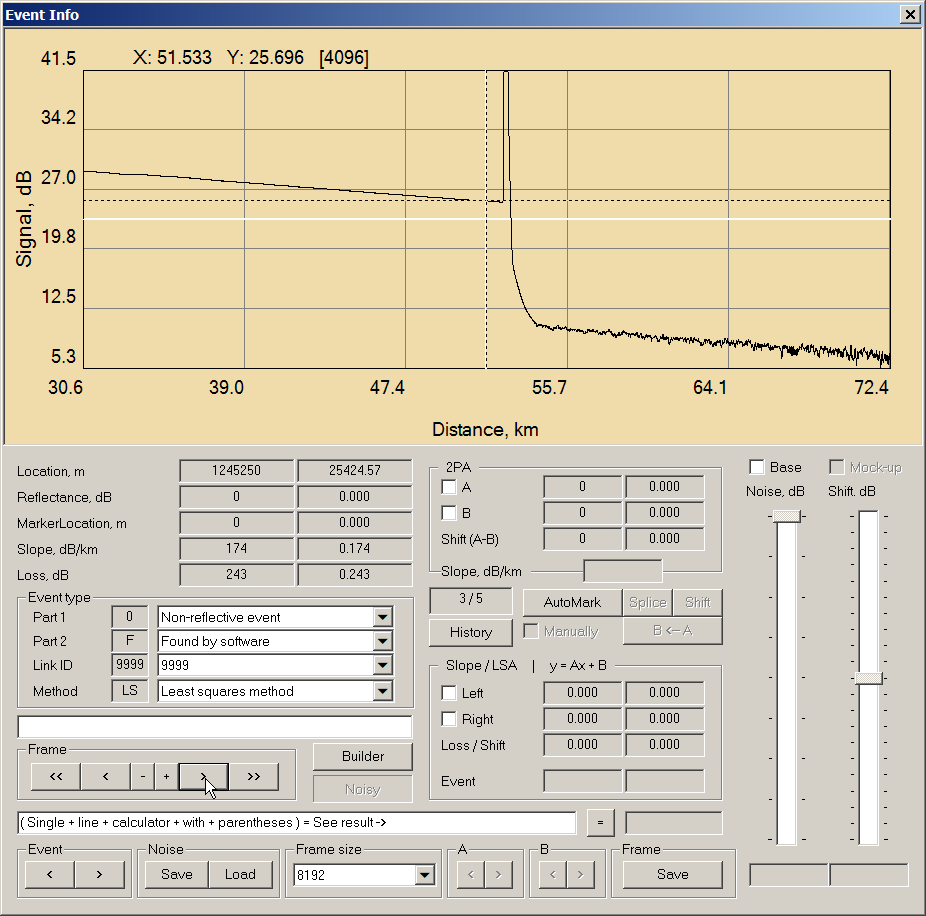 Event Info
41.5 X: 51.533 Y: 25.696 [4096]
34.2
27.0
Signal, dB
19.8
12.5
5.3
30.6 39.0 47.4 55.7 64.1 72.4
Distance, km
Location, m 1245250 25424.57
Reflectance, dB 0 0.000
MarkerLocation, m 0 0.000
Slope, dB/km 174 0.174
Loss, dB 243 0.243
Event type
Part 1 0 Non-reflective event
Part 2 F Found by software
Link ID 9999 9999
Method LS Least squares method
Frame
<< < - + > >>
Builder
Noisy
2PA
A 0 0.000
B 0 0.000
Shift (A-B) 0 0.000
Slope, dB/km
3 / 5 AutoMark Splice Shift
History Manually B <-- A
Slope / LSA | y = Ax + B
Left 0.000 0.000
Right 0.000 0.000
Loss / Shift 0.000 0.000
Event
Base Mock-up
Noise, dB Shift. dB
( Single + line + calculator + with + parentheses ) = See result -> =
Event Noise Frame size A B Frame
< > Save Load 8192 < > < > Save